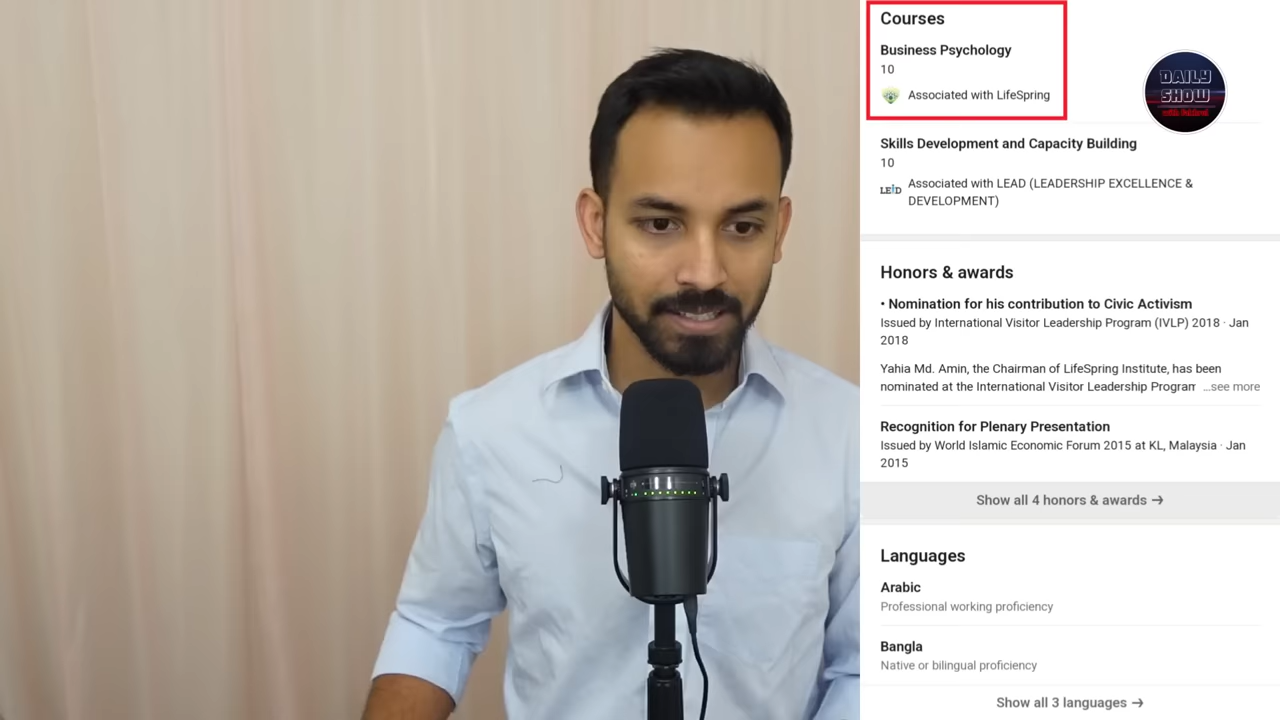 Courses
Business Psychology
10
Associated with LifeSpring
DAILY
SHOW
Skills Development and Capacity Building
10
LEAD
Associated with LEAD (LEADERSHIP EXCELLENCE &
DEVELOPMENT)
Honors & awards
• Nomination for his contribution to Civic Activism
Issued by International Visitor Leadership Program (IVLP) 2018 · Jan
2018
Yahia Md. Amin, the Chairman of LifeSpring Institute, has been
nominated at the International Visitor Leadership Program ...see more
Recognition for Plenary Presentation
Issued by World Islamic Economic Forum 2015 at KL, Malaysia · Jan
2015
Show all 4 honors & awards →
Languages
Arabic
Professional working proficiency
Bangla
Native or bilingual proficiency
Show all 3 languages →